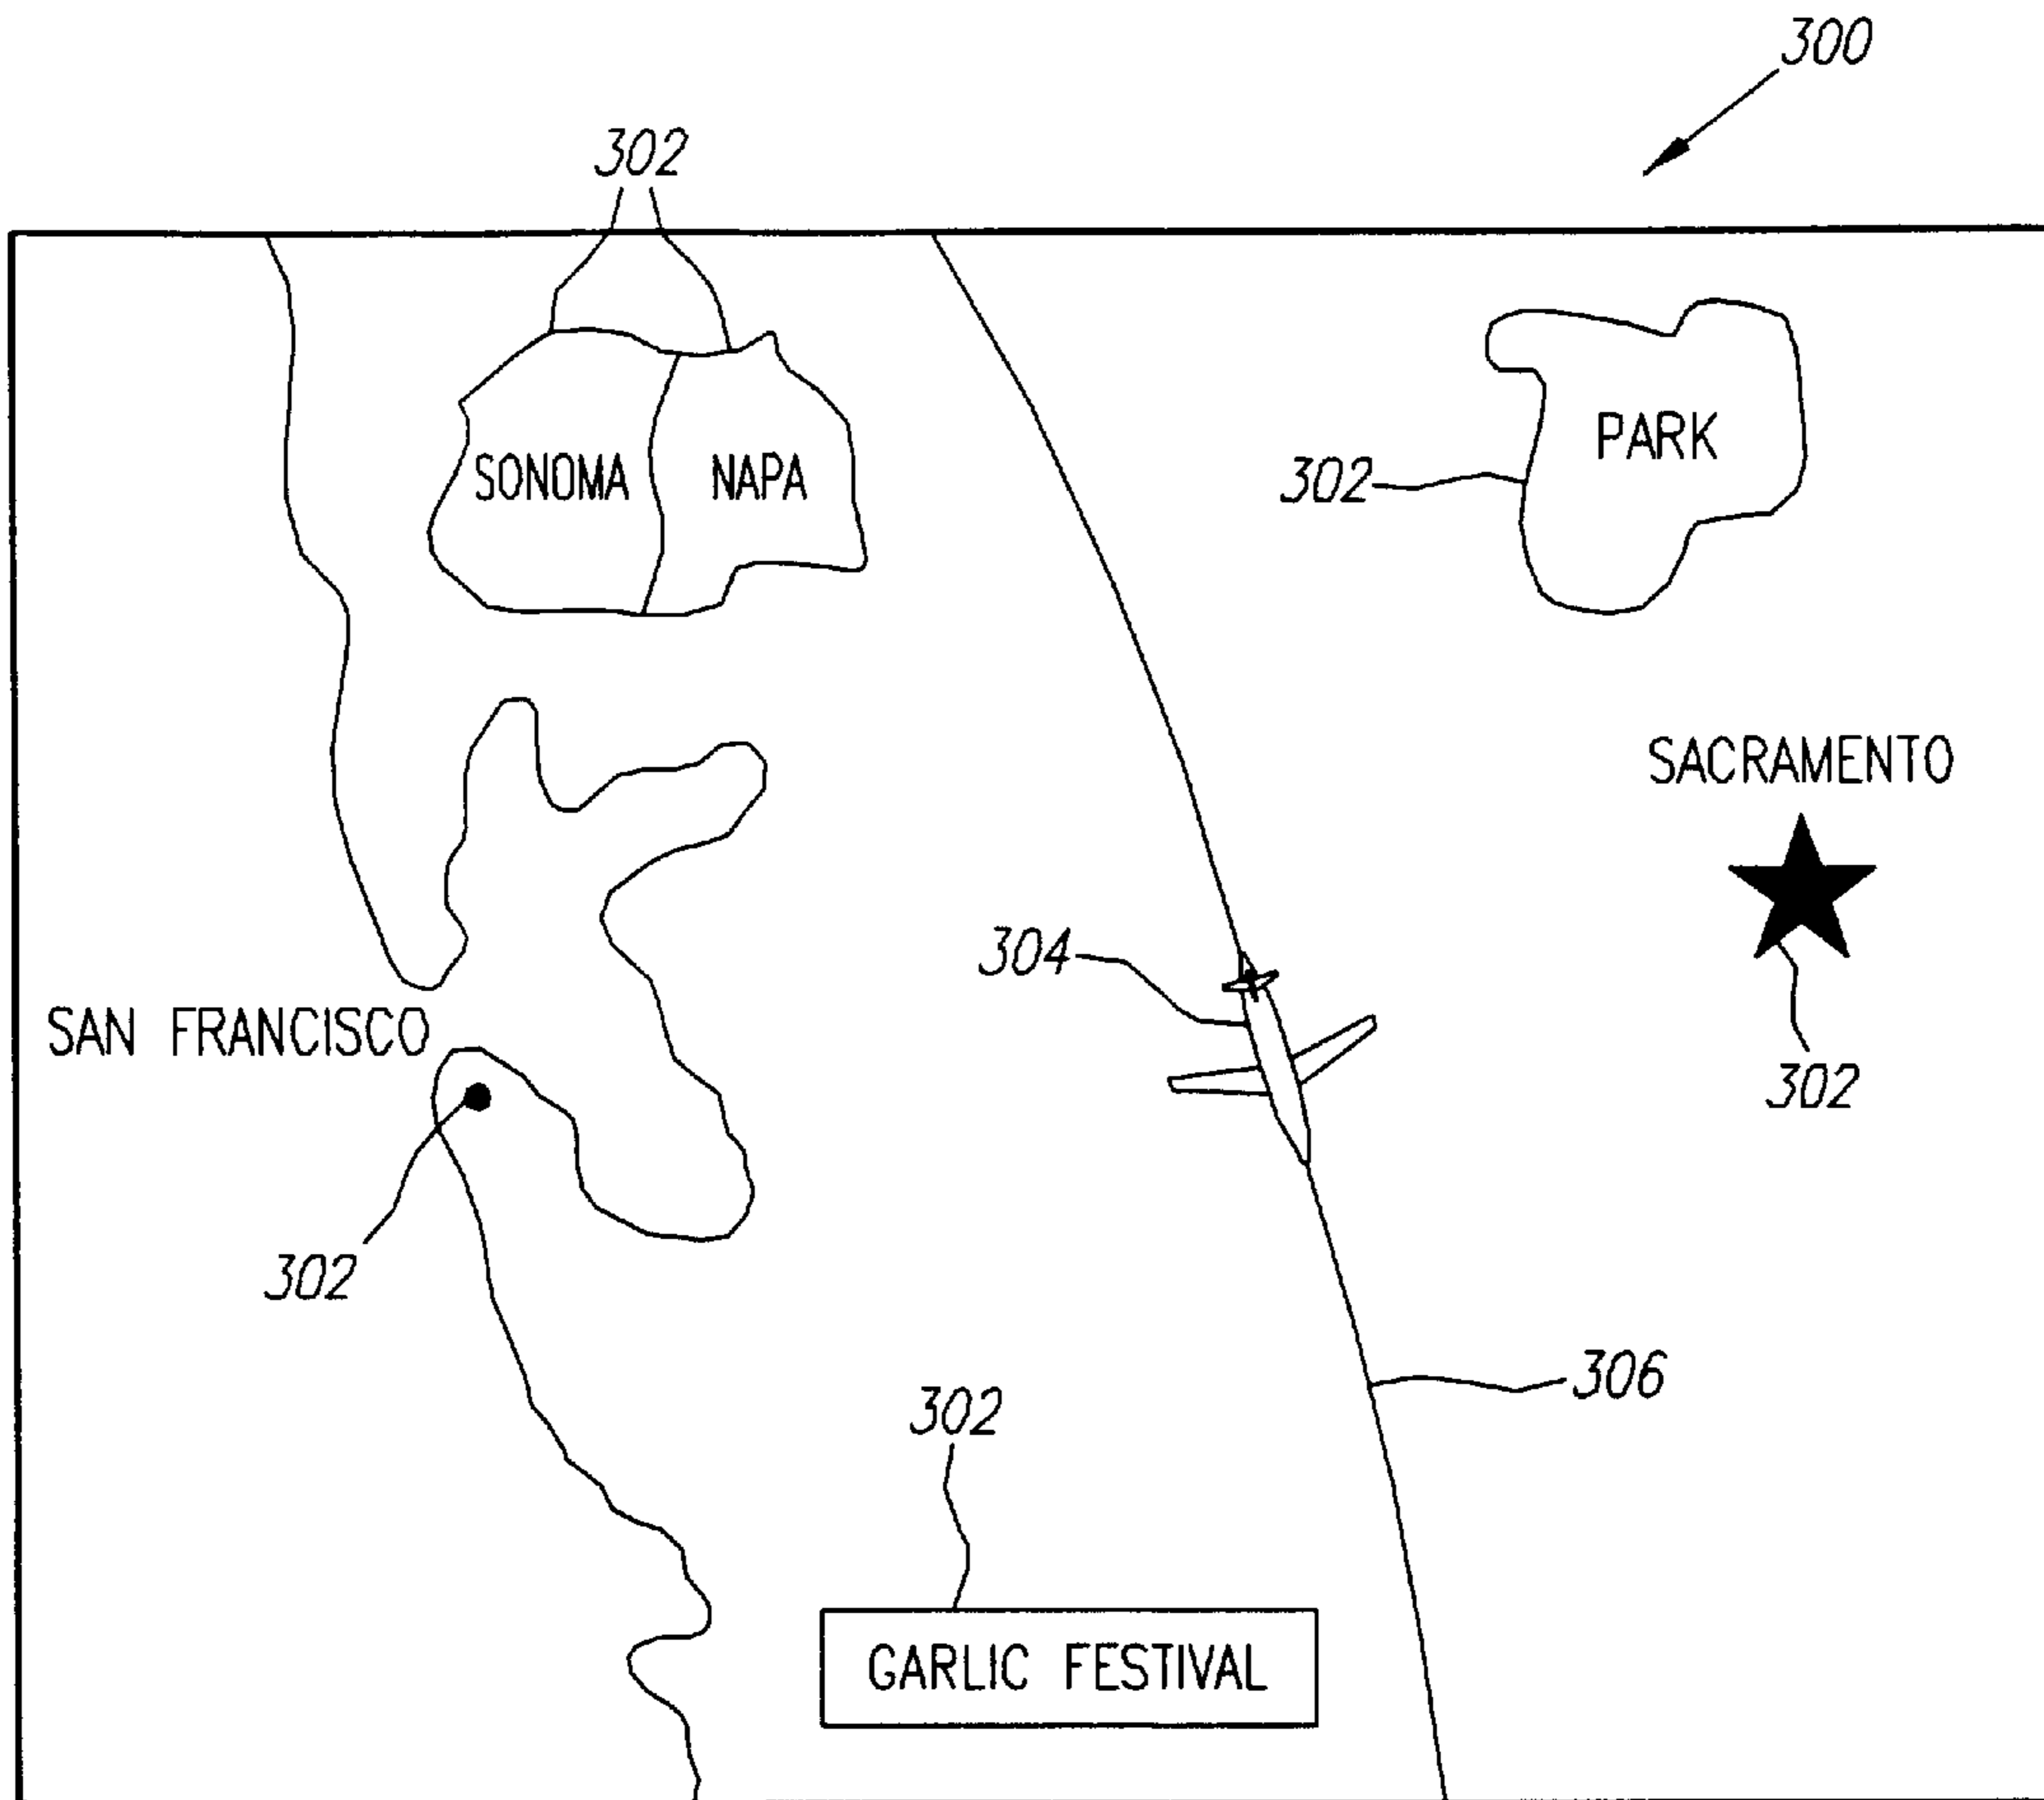 300
302
SONOMA NAPA
PARK
302
SACRAMENTO
304
SAN FRANCISCO
302
302
306
302
GARLIC FESTIVAL